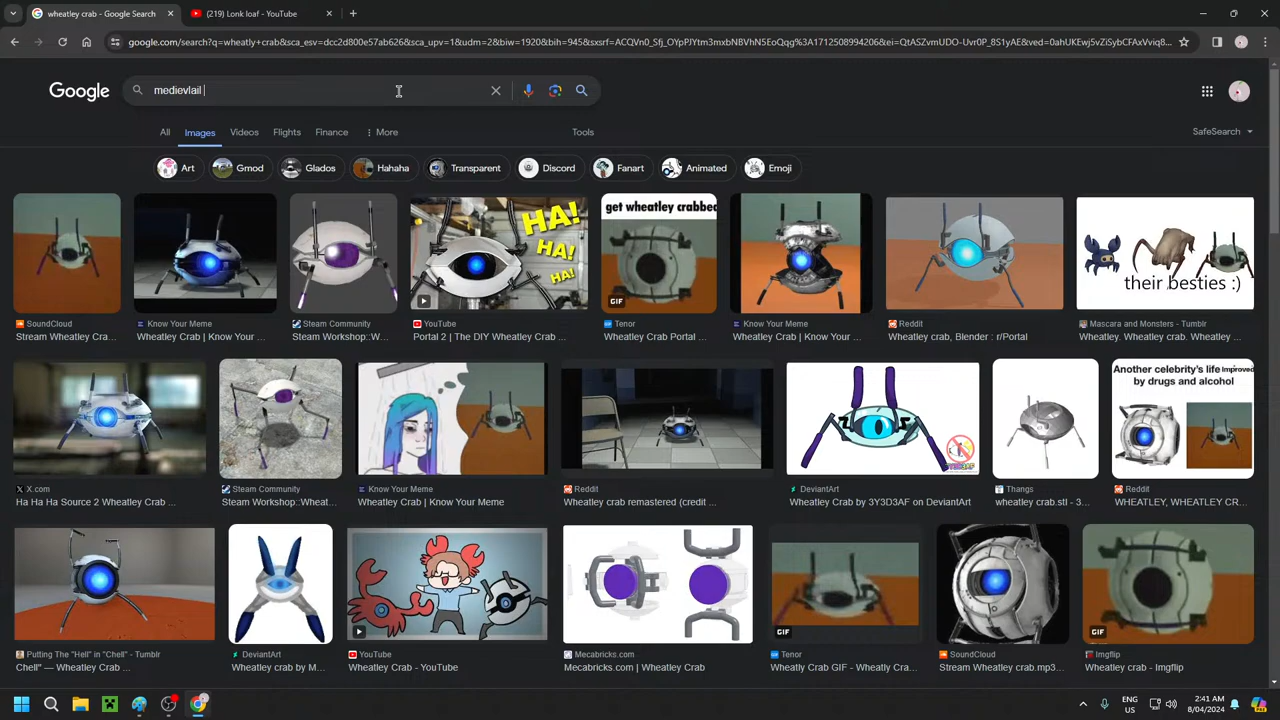 wheatley crab - Google Search
(219) Lonk loaf - YouTube
google.com/search?q=wheatly+crab&sca_esv=dcc2d800e57ab626&sca_upv=1&udm=2&biw=1920&bih=945&sxsrf=
Google
medievlail
All Images Videos Flights Finance More Tools SafeSearch
Art Gmod Glados Hahaha Transparent Discord Fanart Animated Emoji
HA!
HA!
HA!
get wheatley crabbed
GIF
their besties :)
SoundCloud Know Your Meme Steam Community YouTube Tenor Know Your Meme Reddit Mascara and Monsters - Tumblr
Stream Wheatley Cra... Wheatley Crab | Know Your ... Steam Workshop::W... Portal 2 | The DIY Wheatley Crab ... Wheatley Crab Portal ... Wheatley Crab | Know Your ... Wheatley crab, Blender : r/Portal Wheatley. Wheatley crab. Wheatley ...
Another celebrity's life Improved
by drugs and alcohol
X.com Steam Community Know Your Meme Reddit DeviantArt Thangs Reddit
Ha Ha Ha Source 2 Wheatley Crab ... Steam Workshop::Wheat... Wheatley Crab | Know Your Meme Wheatley crab remastered (credit ... Wheatley Crab by 3Y3D3AF on DeviantArt wheatley crab.stl - 3... WHEATLEY, WHEATLEY CR...
GIF
GIF
Putting The "Hell" in "Chell" - Tumblr DeviantArt YouTube Mecabricks.com Tenor SoundCloud Imgflip
Chell" — Wheatley Crab ... Wheatley crab by M... Wheatley Crab - YouTube Mecabricks.com | Wheatley Crab Wheatly Crab GIF - Wheatly Cra... Stream Wheatley crab.mp3... Wheatley crab - Imgflip
ENG
US
2:41 AM
8/04/2024